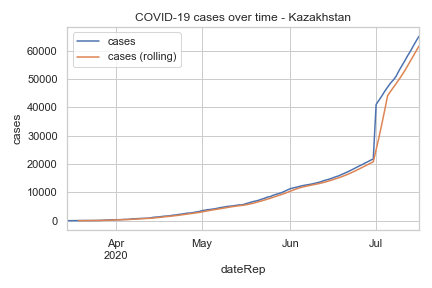 COVID-19 cases over time - Kazakhstan
cases
cases (rolling)
60000
50000
40000
30000
20000
10000
0
cases
Apr
2020
May
Jun
Jul
dateRep